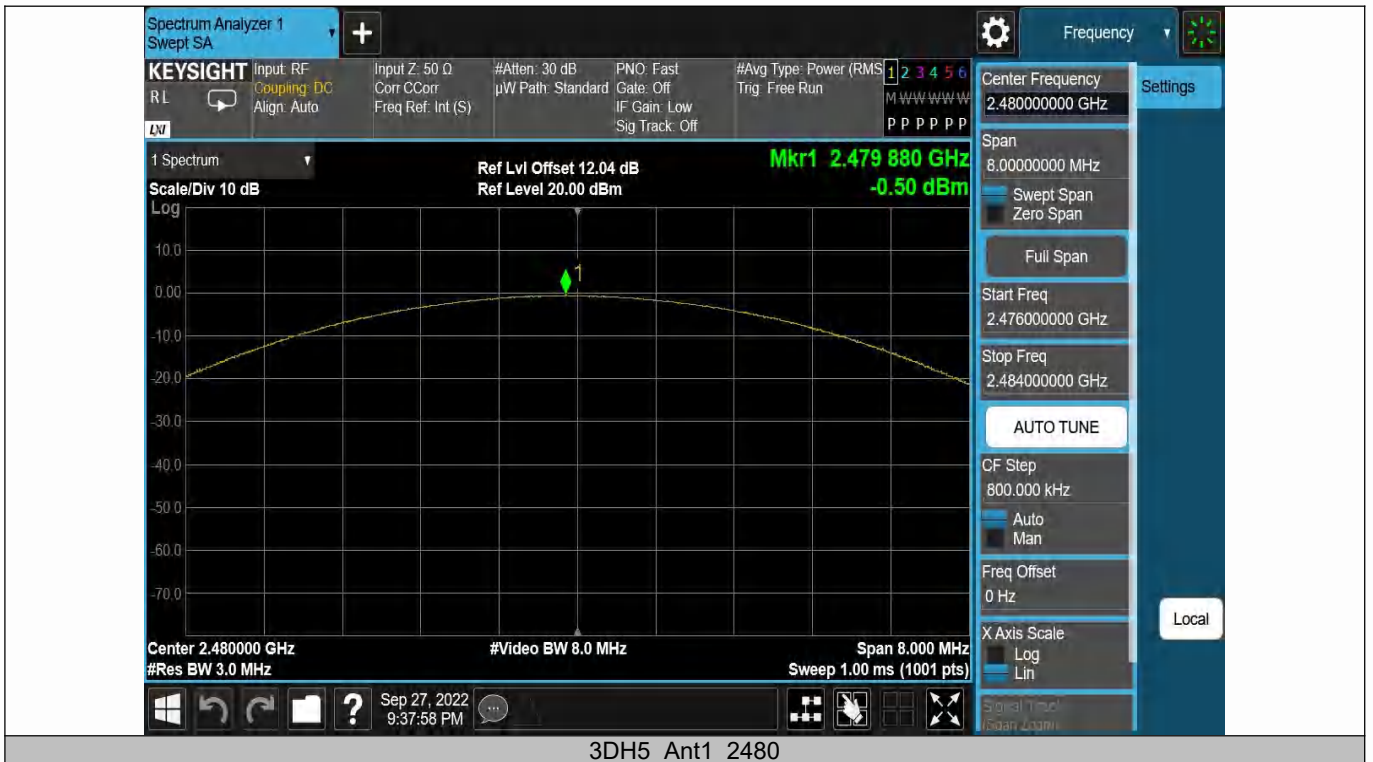 Spectrum Analyzer 1
Swept SA
+
Frequency
KEYSIGHT
RL
LXI
Input: RF
Coupling: DC
Align: Auto
Input Z: 50 Ω
Corr CCorr
Freq Ref: Int (S)
#Atten: 30 dB
µW Path: Standard
PNO: Fast
Gate: Off
IF Gain: Low
Sig Track: Off
#Avg Type: Power (RMS
Trig: Free Run
1 2 3 4 5 6
M W W W W W
P P P P P P
1 Spectrum
Scale/Div 10 dB
Log
Ref Lvl Offset 12.04 dB
Ref Level 20.00 dBm
Mkr1 2.479 880 GHz
-0.50 dBm
1
10.0
0.00
-10.0
-20.0
-30.0
-40.0
-50.0
-60.0
-70.0
Center 2.480000 GHz
#Res BW 3.0 MHz
#Video BW 8.0 MHz
Span 8.000 MHz
Sweep 1.00 ms (1001 pts)
Center Frequency
2.480000000 GHz
Settings
Span
8.00000000 MHz
Swept Span
Zero Span
Full Span
Start Freq
2.476000000 GHz
Stop Freq
2.484000000 GHz
AUTO TUNE
CF Step
800.000 kHz
Auto
Man
Freq Offset
0 Hz
X Axis Scale
Log
Lin
Local
Signal Track
(Span Zoom)
?
Sep 27, 2022
9:37:58 PM
3DH5_Ant1_2480